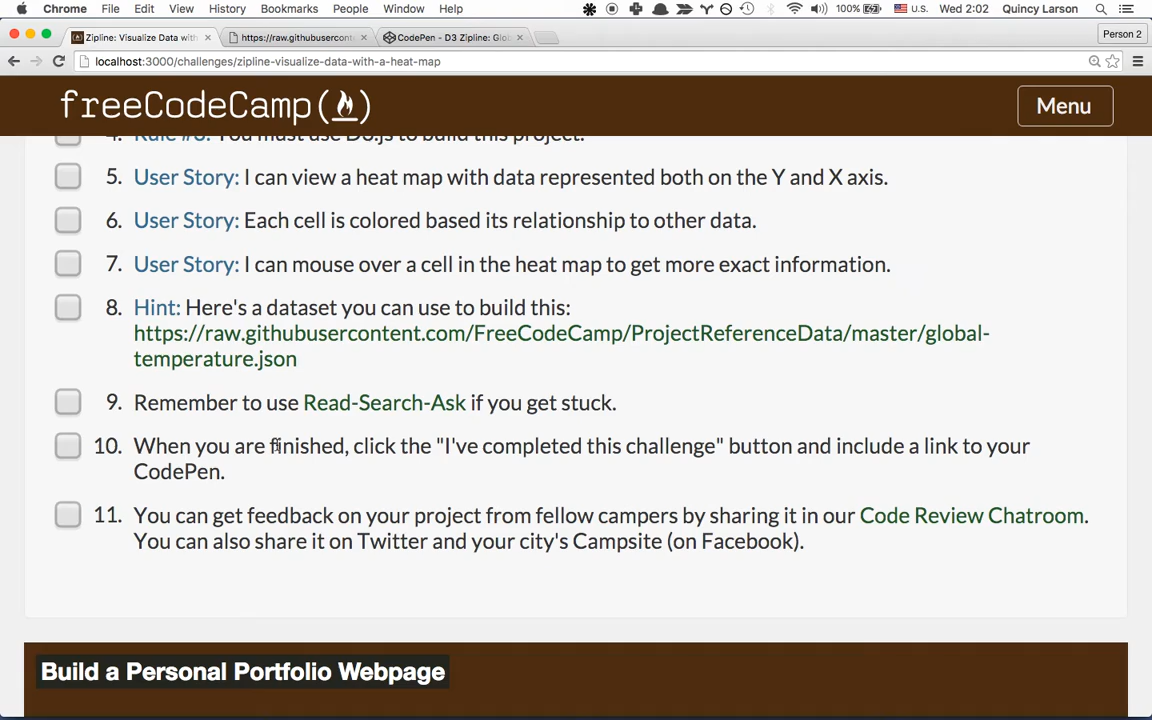 Chrome File Edit View History Bookmarks People Window Help 100% U.S. Wed 2:02 Quincy Larson
Zipline: Visualize Data with × https://raw.githubusercont × CodePen - D3 Zipline: Glo × Person 2
localhost:3000/challenges/zipline-visualize-data-with-a-heat-map
freeCodeCamp Menu
5. User Story: I can view a heat map with data represented both on the Y and X axis.
6. User Story: Each cell is colored based its relationship to other data.
7. User Story: I can mouse over a cell in the heat map to get more exact information.
8. Hint: Here's a dataset you can use to build this:
https://raw.githubusercontent.com/FreeCodeCamp/ProjectReferenceData/master/global-
temperature.json
9. Remember to use Read-Search-Ask if you get stuck.
10. When you are finished, click the "I've completed this challenge" button and include a link to your
CodePen.
11. You can get feedback on your project from fellow campers by sharing it in our Code Review Chatroom.
You can also share it on Twitter and your city's Campsite (on Facebook).
Build a Personal Portfolio Webpage